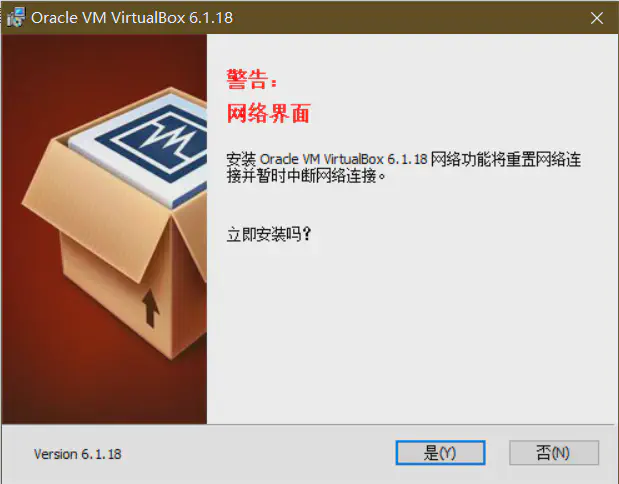 Oracle VM VirtualBox 6.1.18
警告:
网络界面
安装 Oracle VM VirtualBox 6.1.18 网络功能将重置网络连
接并暂时中断网络连接。
立即安装吗?
Version 6.1.18
是(Y)
否(N)